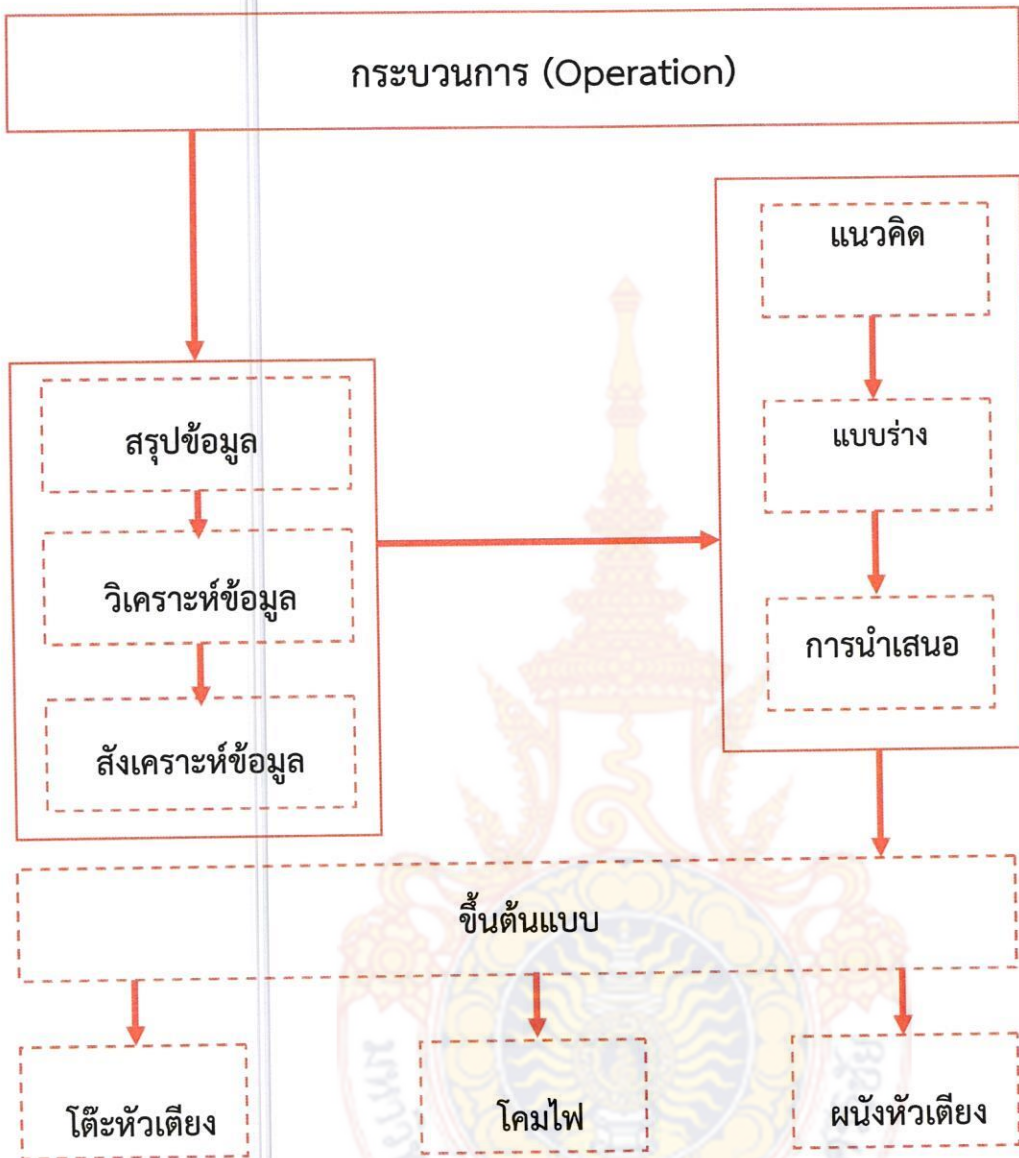 กระบวนการ (Operation)
สรุปข้อมูล
วิเคราะห์ข้อมูล
สังเคราะห์ข้อมูล
แนวคิด
แบบร่าง
การนำเสนอ
ขึ้นต้นแบบ
โต๊ะหัวเตียง
โคมไฟ
ผนังหัวเตียง